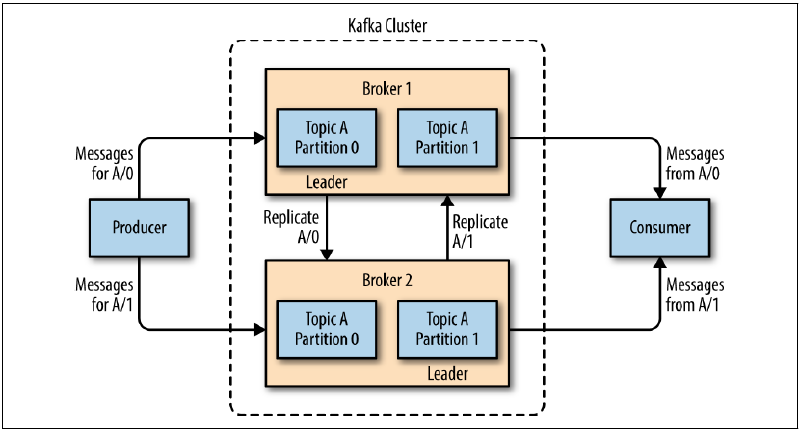 Kafka Cluster
Broker 1
Topic A
Partition 0
Topic A
Partition 1
Leader
Messages
for A/0
Messages
from A/0
Replicate
A/0
Replicate
A/1
Producer
Consumer
Broker 2
Messages
for A/1
Messages
from A/1
Topic A
Partition 0
Topic A
Partition 1
Leader